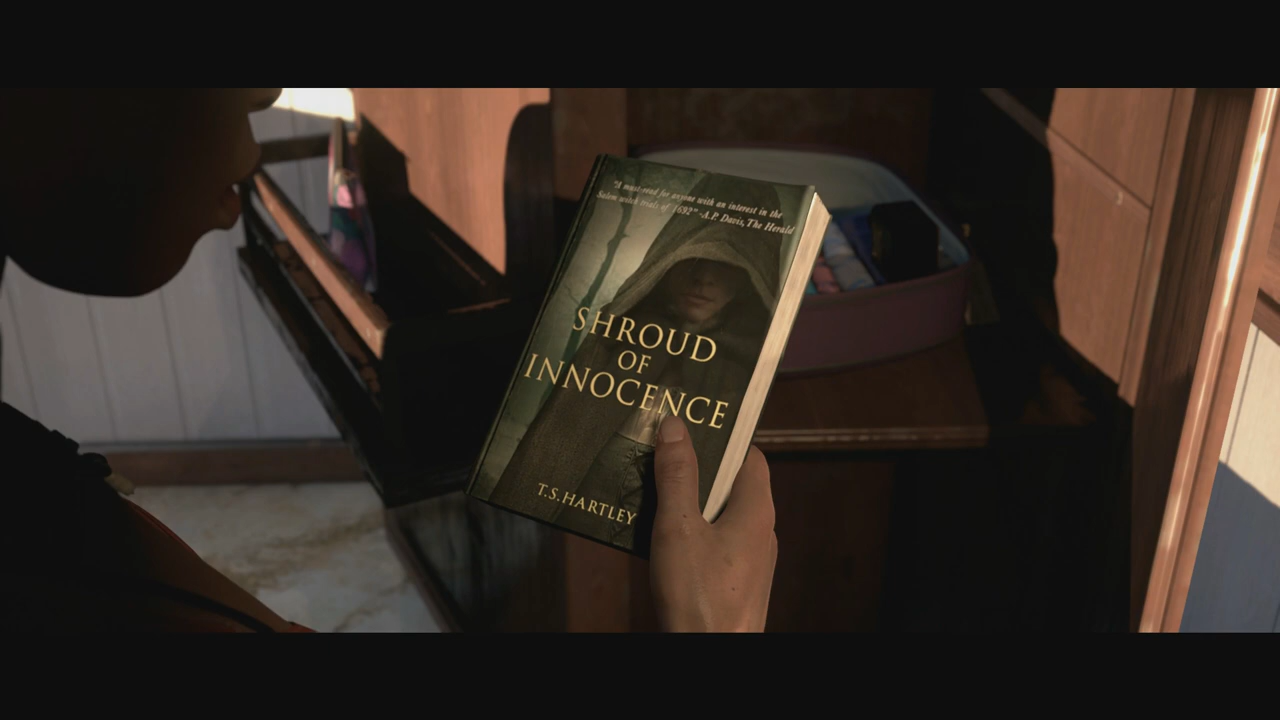 "A must-read for anyone with an interest in the
Salem witch trials of 1692" -A.P. Davis, The Herald
SHROUD
OF
INNOCENCE
T.S.HARTLEY